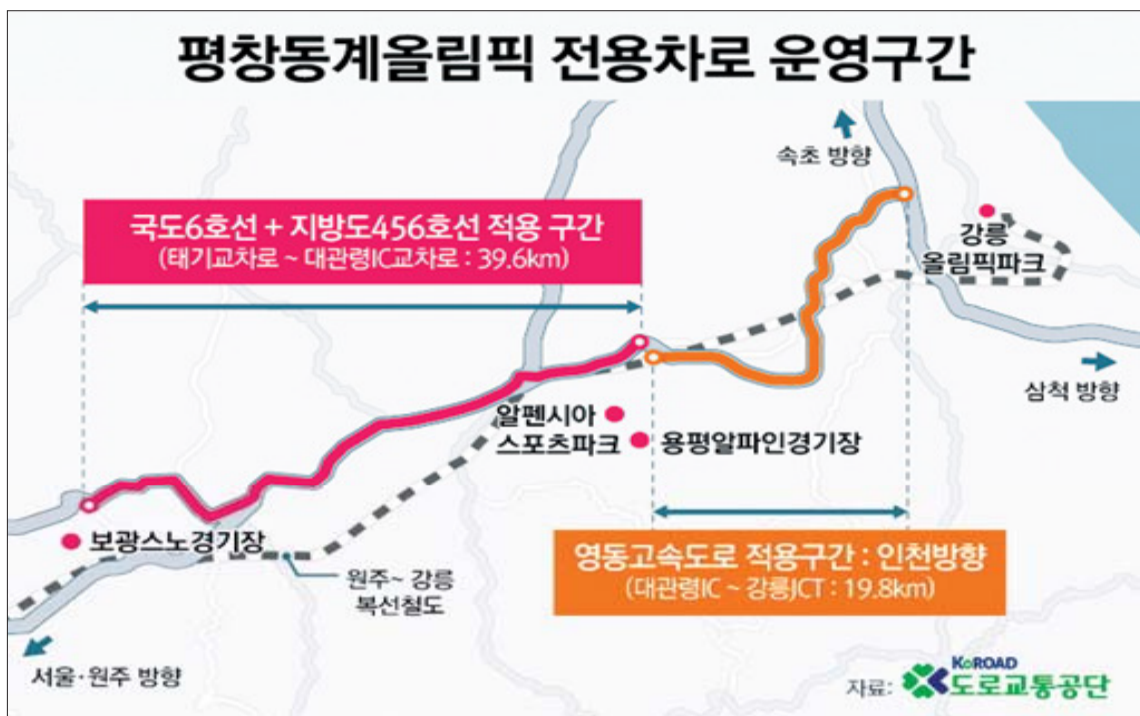 평창동계올림픽 전용차로 운영구간
속초 방향
국도6호선 + 지방도456호선 적용 구간
(태기교차로 ~ 대관령IC교차로 : 39.6km)
강릉
올림픽파크
삼척 방향
알펜시아
스포츠파크
용평알파인경기장
보광스노경기장
영동고속도로 적용구간 : 인천방향
(대관령IC ~ 강릉JCT : 19.8km)
원주~ 강릉
복선철도
서울·원주 방향
자료:
KoROAD
도로교통공단